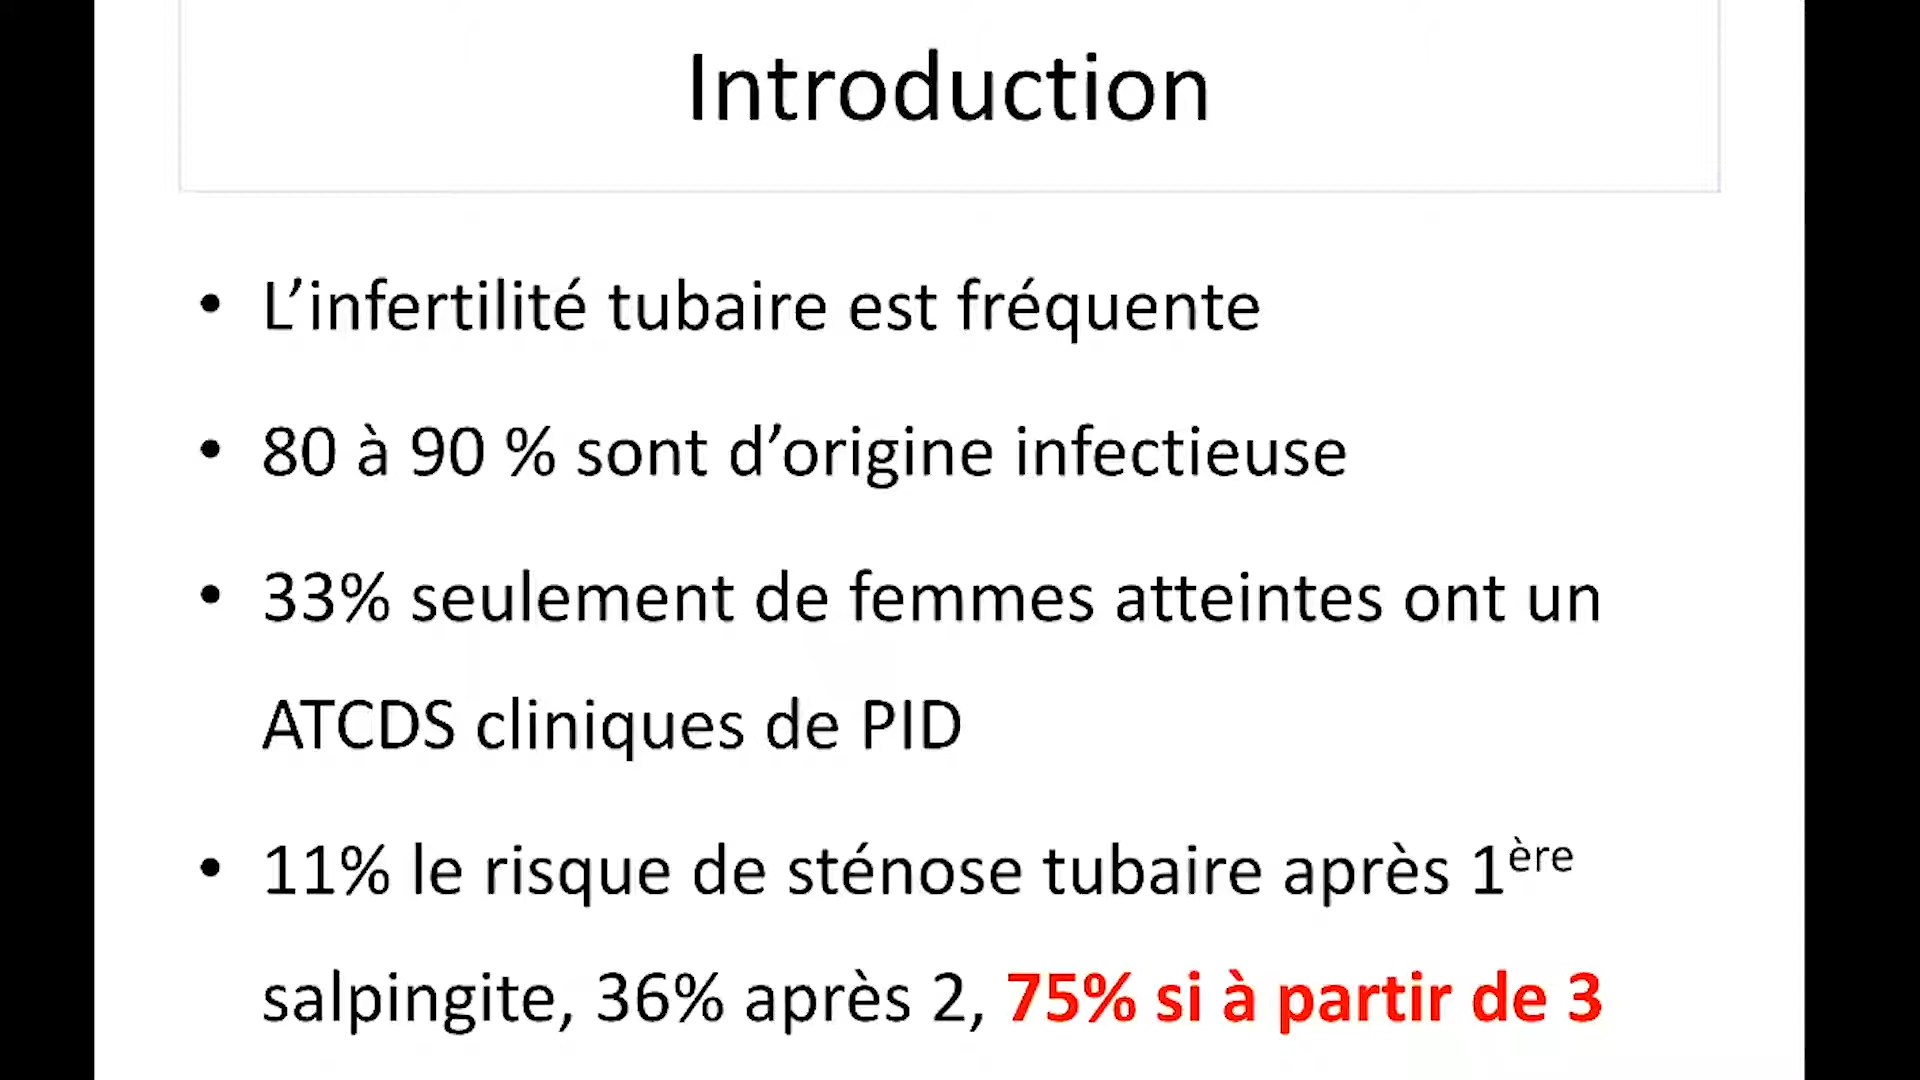 Introduction
• L’infertilité tubaire est fréquente
• 80 à 90 % sont d’origine infectieuse
• 33% seulement de femmes atteintes ont un
ATCDS cliniques de PID
• 11% le risque de sténose tubaire après 1ère
salpingite, 36% après 2, 75% si à partir de 3